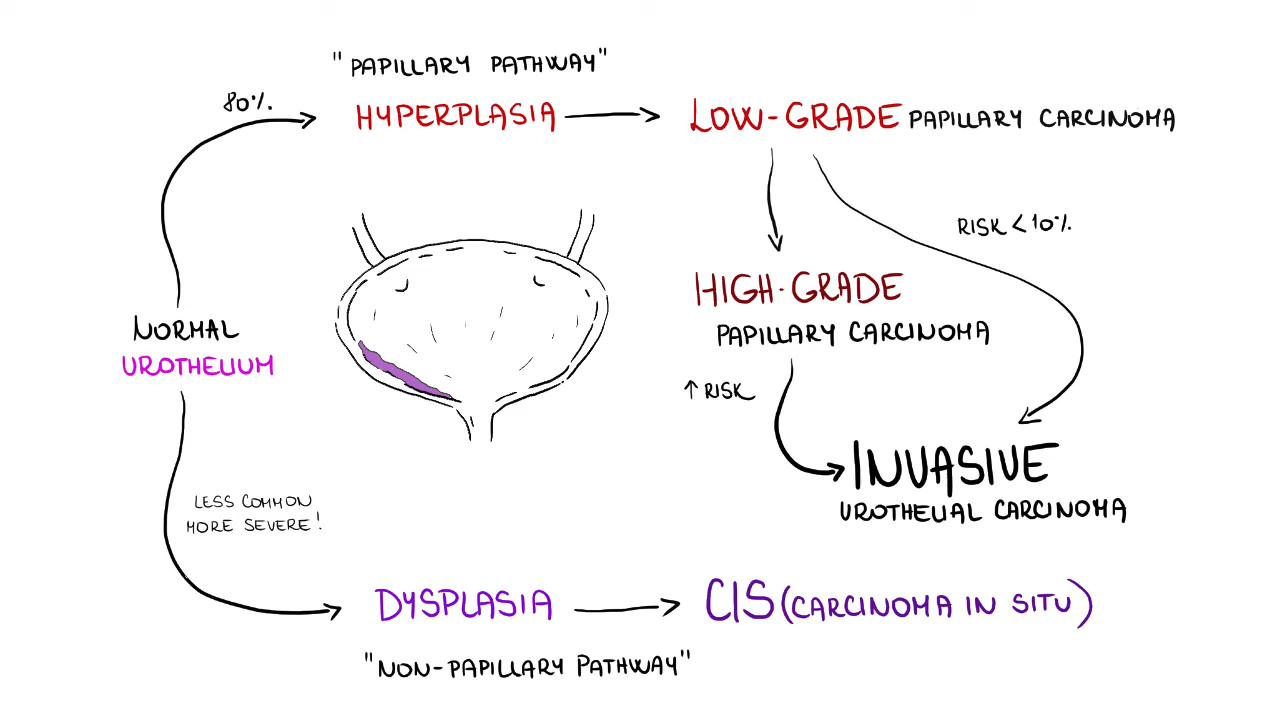 "PAPILLARY PATHWAY"
80%
HYPERPLASIA
LOW-GRADE PAPILLARY CARCINOMA
RISK < 10%
HIGH-GRADE
PAPILLARY CARCINOMA
NORMAL
UROTHELIUM
↑ RISK
INVASIVE
UROTHELIAL CARCINOMA
LESS COMMON
MORE SEVERE!
DYSPLASIA
CIS (CARCINOMA IN SITU)
"NON-PAPILLARY PATHWAY"